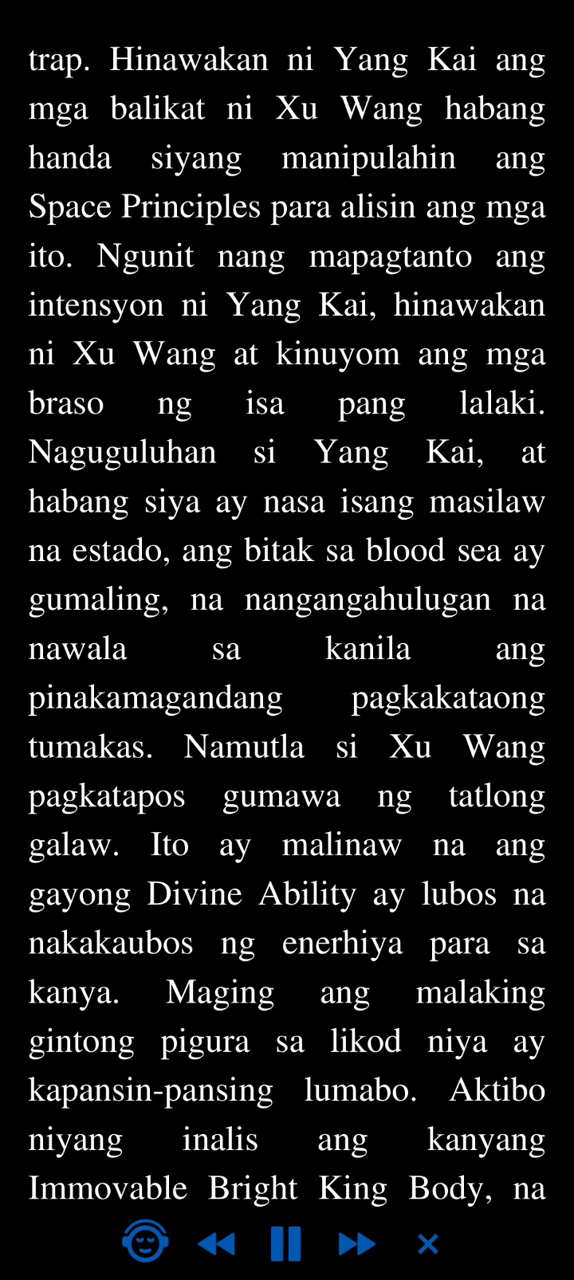 trap. Hinawakan ni Yang Kai ang
mga balikat ni Xu Wang habang
handa siyang manipulahin ang
Space Principles para alisin ang mga
ito. Ngunit nang mapagtanto ang
intensyon ni Yang Kai, hinawakan
ni Xu Wang at kinuyom ang mga
braso ng isa pang lalaki.
Naguguluhan si Yang Kai, at
habang siya ay nasa isang masilaw
na estado, ang bitak sa blood sea ay
gumaling, na nangangahulugan na
nawala sa kanila ang
pinakamagandang pagkakataong
tumakas. Namutla si Xu Wang
pagkatapos gumawa ng tatlong
galaw. Ito ay malinaw na ang
gayong Divine Ability ay lubos na
nakakaubos ng enerhiya para sa
kanya. Maging ang malaking
gintong pigura sa likod niya ay
kapansin-pansing lumabo. Aktibo
niyang inalis ang kanyang
Immovable Bright King Body, na